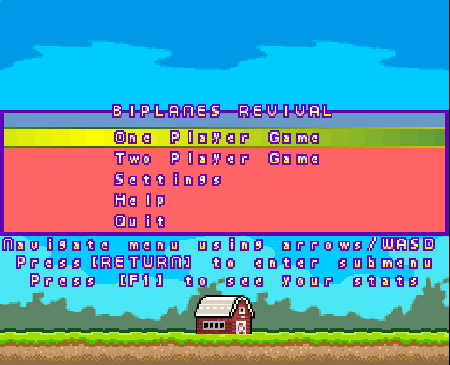 BIPLANES REVIVAL
One Player Game
Two Player Game
Settings
Help
Quit
Navigate menu using arrows/WASD
Press [RETURN] to enter submenu
Press [F1] to see your stats